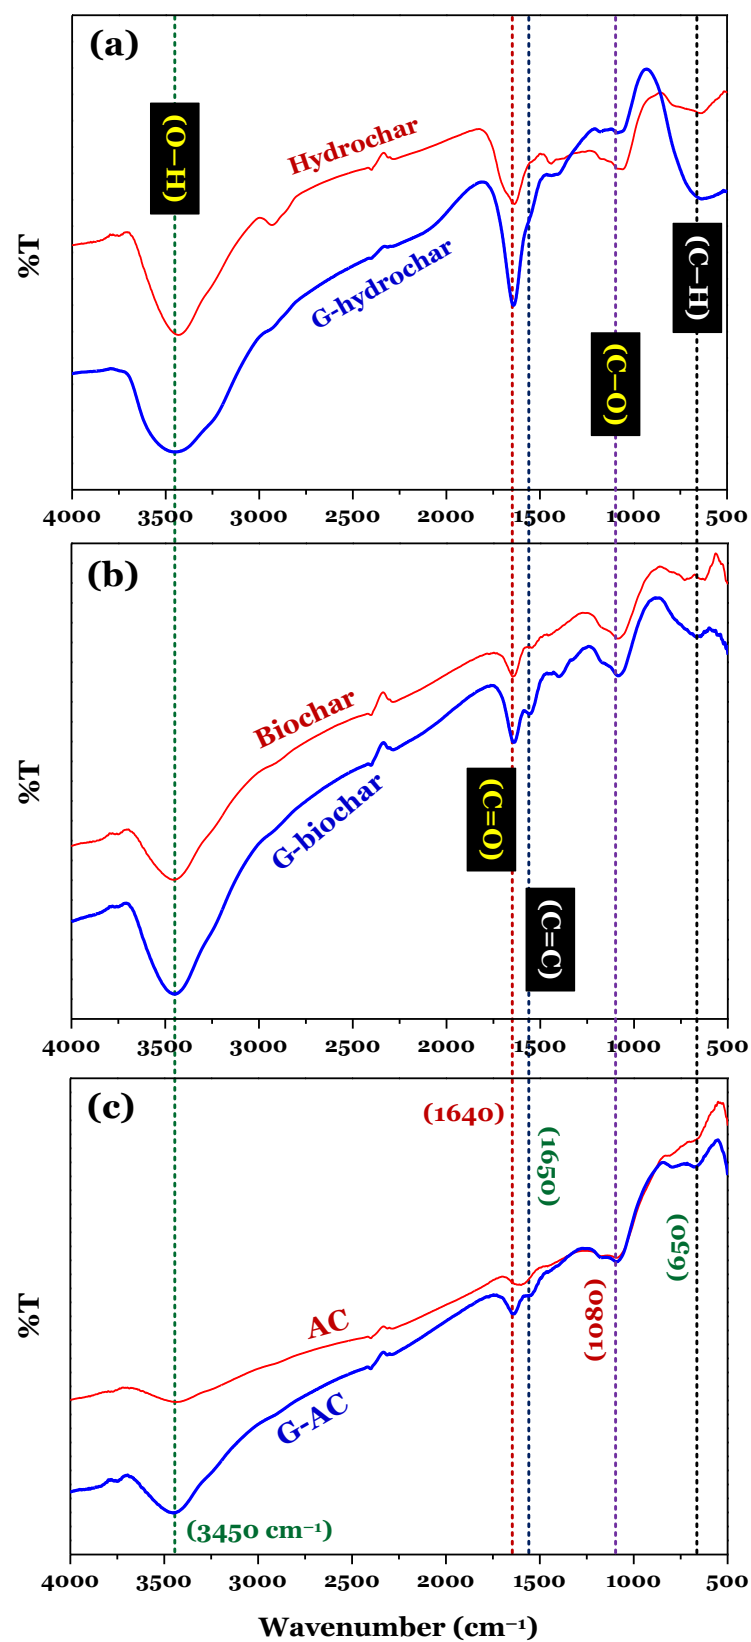 (a)
(O–H)
Hydrochar
G-hydrochar
(C–H)
(C–O)
%T
4000 3500 3000 2500 2000 1500 1000 500
(b)
Biochar
G-biochar
(C=O)
(C=C)
%T
4000 3500 3000 2500 2000 1500 1000 500
(c)
(1640)
(1650)
(650)
(1080)
AC
G-AC
%T
(3450 cm⁻¹)
4000 3500 3000 2500 2000 1500 1000 500
Wavenumber (cm⁻¹)